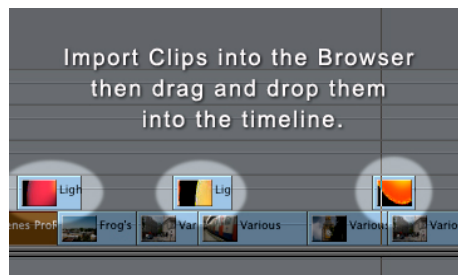 Import Clips into the Browser
then drag and drop them
into the timeline.
Ligh Lig
enes ProF Frog's Var Various Various Vario